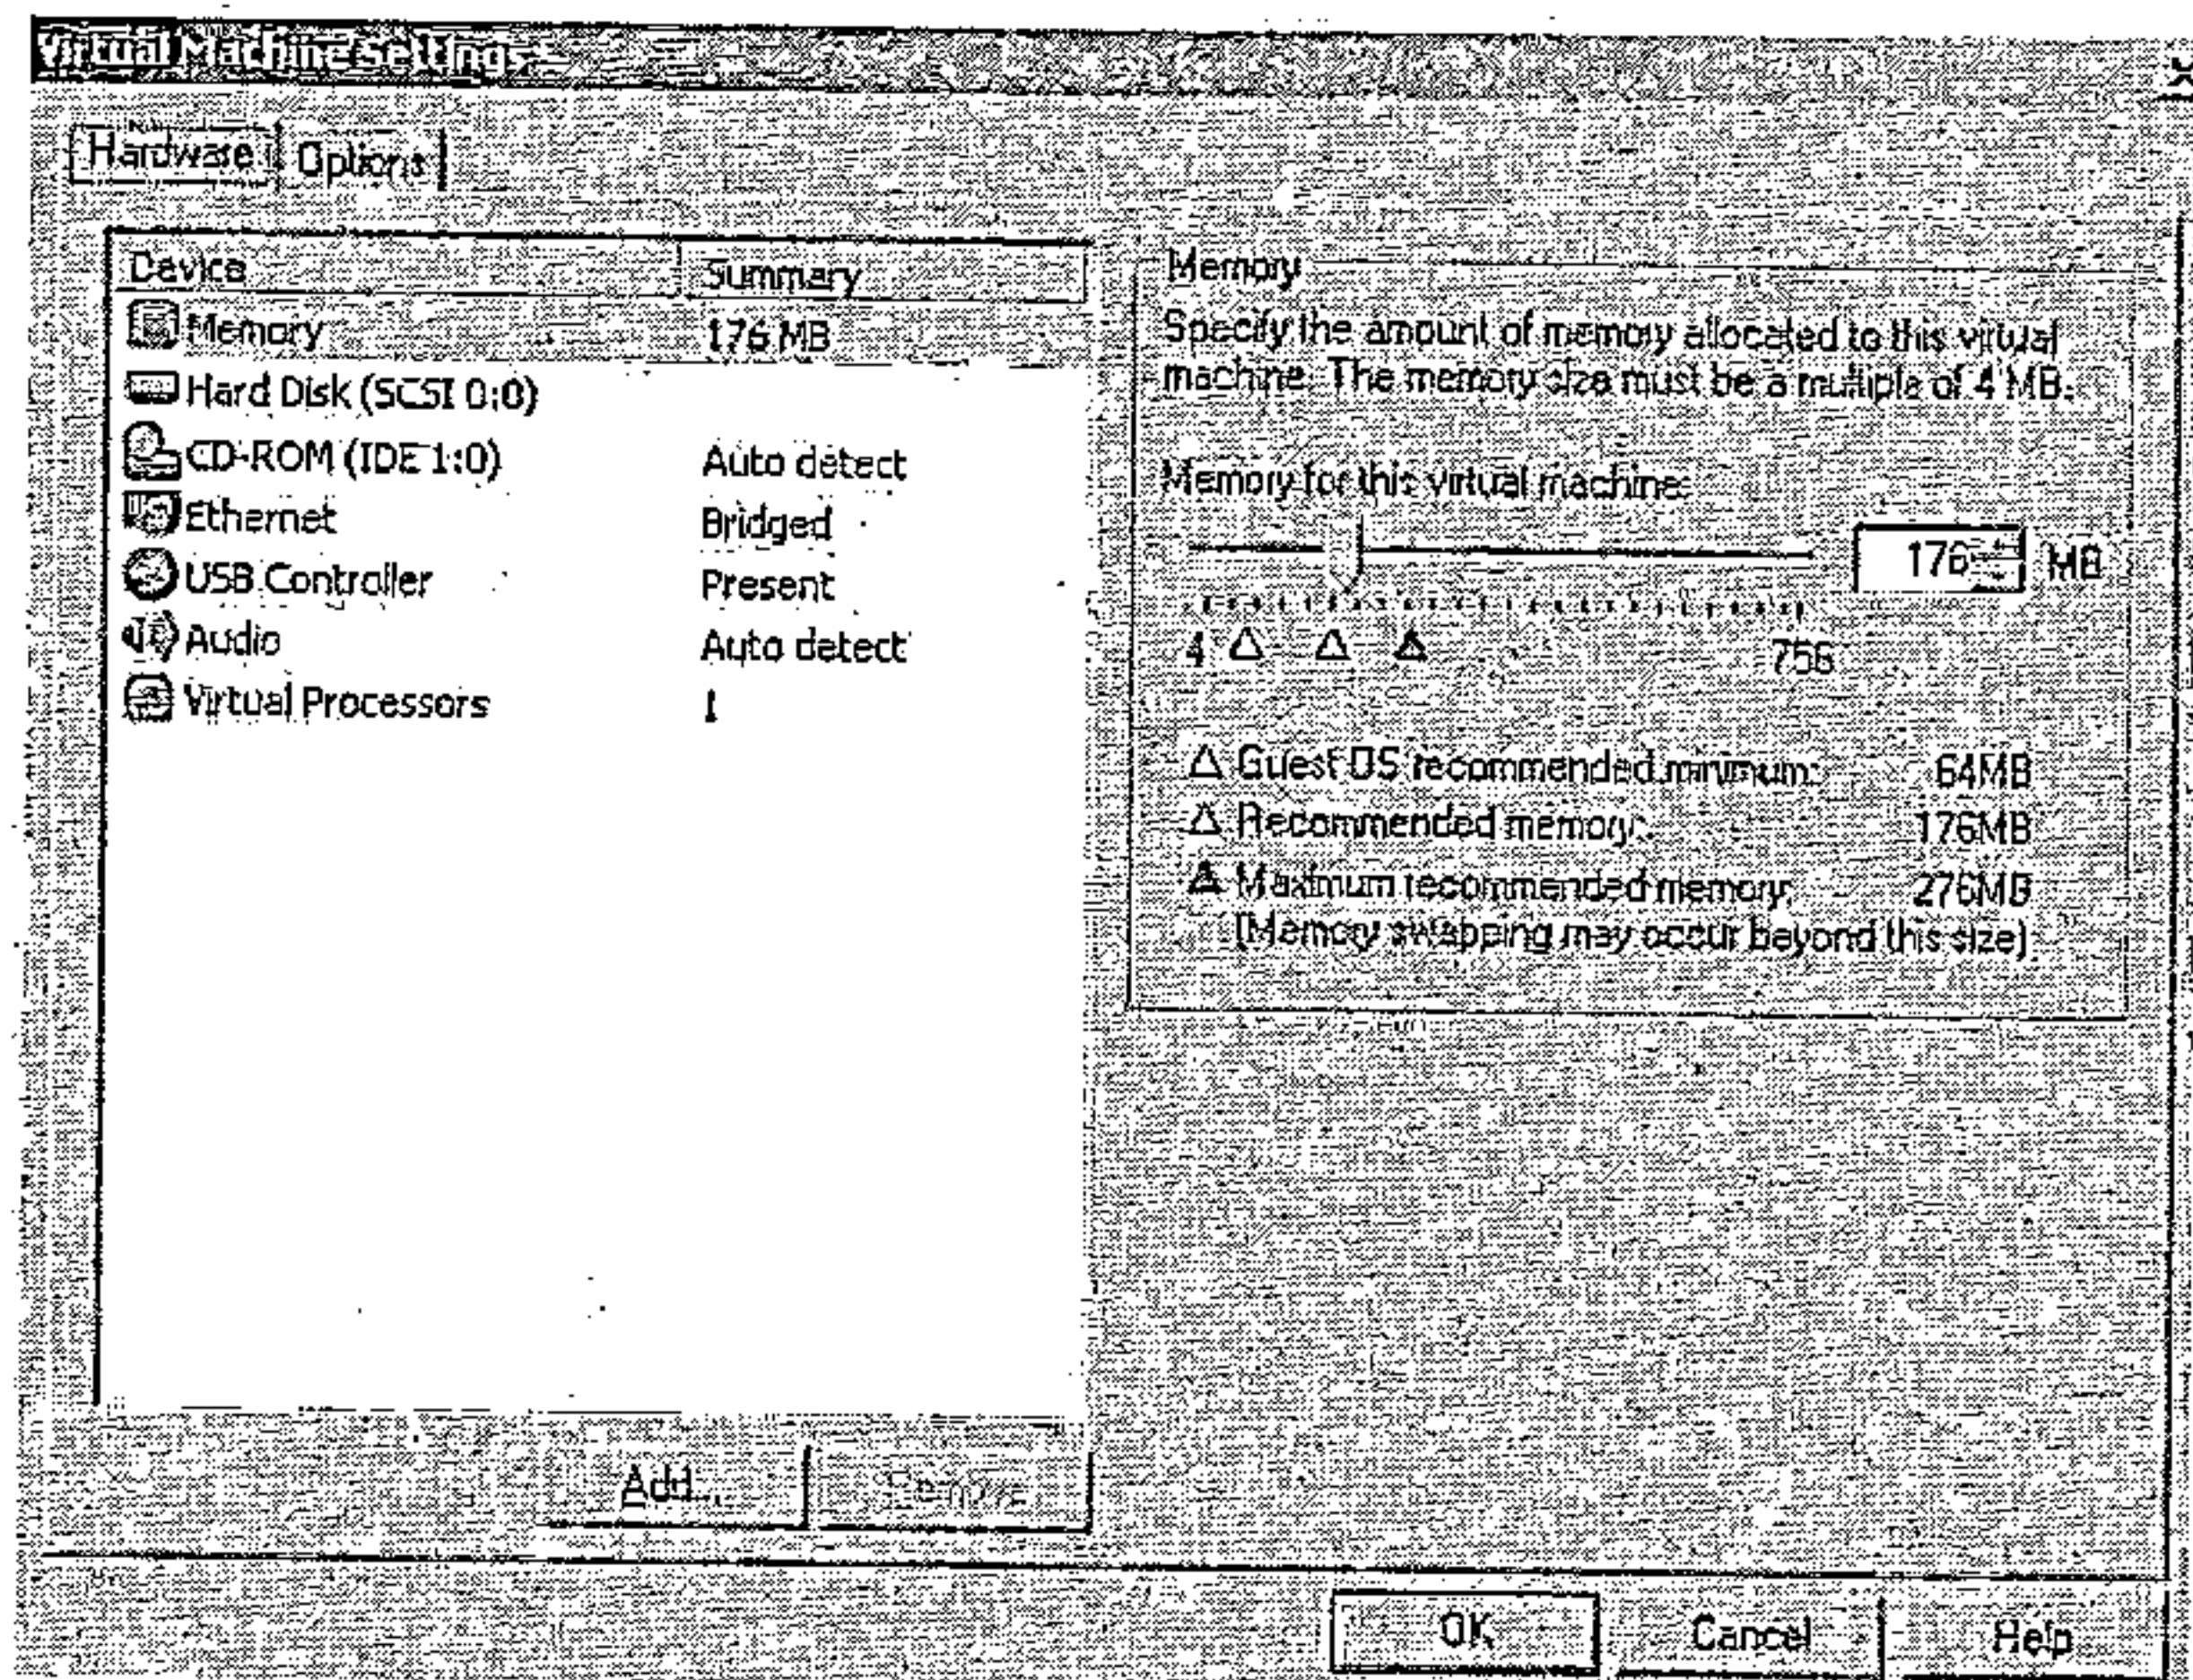 Virtual Machine Settings
Hardware Options
Device Summary
Memory 176 MB
Hard Disk (SCSI 0:0)
CD-ROM (IDE 1:0) Auto detect
Ethernet Bridged
USB Controller Present
Audio Auto detect
Virtual Processors 1
Add...
Memory
Specify the amount of memory allocated to this virtual
machine. The memory size must be a multiple of 4 MB.
Memory for this virtual machine:
176 MB
4 756
Guest OS recommended minimum: 64MB
Recommended memory: 176MB
Maximum recommended memory: 276MB
(Memory swapping may occur beyond this size)
OK Cancel Help